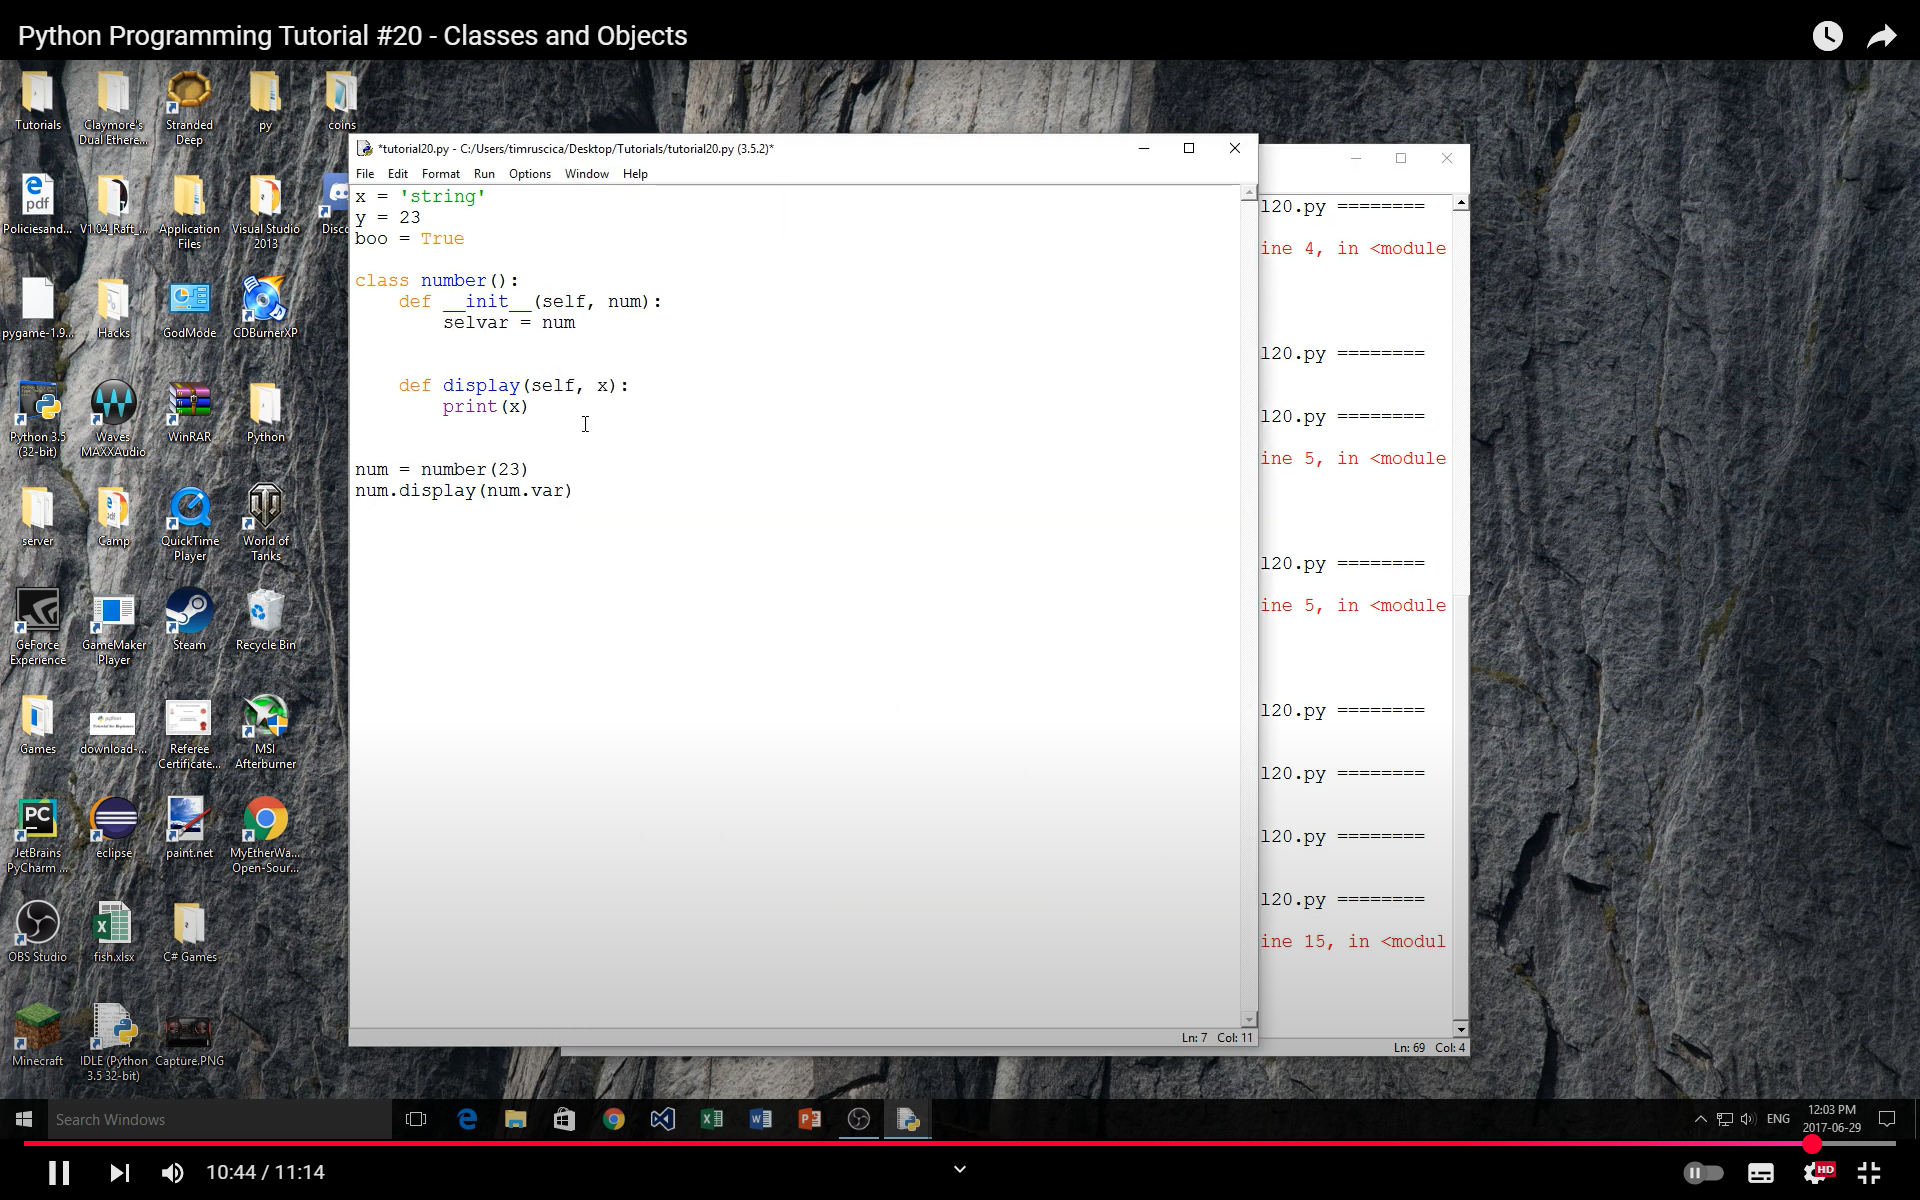 Python Programming Tutorial #20 - Classes and Objects
Tutorials
Claymore's
Dual Ethere...
Stranded
Deep
py
coins
Policiesand...
V1.04_Raft_...
Application
Files
Visual Studio
2013
Disco
pygame-1.9...
Hacks
GodMode
CDBurnerXP
Python 3.5
(32-bit)
Waves
MAXXAudio
WinRAR
Python
server
Camp
QuickTime
Player
World of
Tanks
GeForce
Experience
GameMaker
Player
Steam
Recycle Bin
Games
download-...
Referee
Certificate...
MSI
Afterburner
JetBrains
PyCharm ...
eclipse
paint.net
MyEtherWa...
Open-Sour...
OBS Studio
fish.xlsx
C# Games
Minecraft
IDLE (Python
3.5 32-bit)
Capture.PNG
*tutorial20.py - C:/Users/timruscica/Desktop/Tutorials/tutorial20.py (3.5.2)*
File Edit Format Run Options Window Help
x = 'string'
y = 23
boo = True
class number():
def __init__(self, num):
selvar = num
def display(self, x):
print(x)
num = number(23)
num.display(num.var)
Ln: 7 Col: 11
l20.py ========
ine 4, in <module
l20.py ========
l20.py ========
ine 5, in <module
l20.py ========
ine 5, in <module
l20.py ========
l20.py ========
l20.py ========
l20.py ========
ine 15, in <modul
Ln: 69 Col: 4
Search Windows
ENG
12:03 PM
2017-06-29
10:44 / 11:14
HD